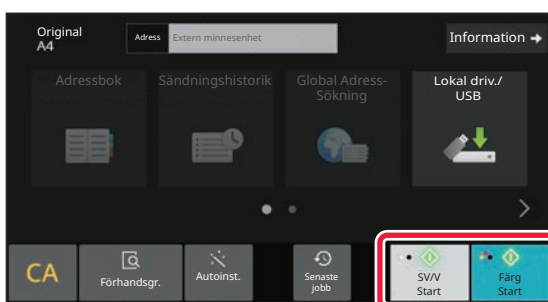 Original
A4
Adress
Extern minnesenhet
Information
Adressbok
Sändningshistorik
Global Adress-
Sökning
Lokal driv./
USB
CA
Förhandsgr.
Autoinst.
Senaste
jobb
SV/V
Start
Färg
Start